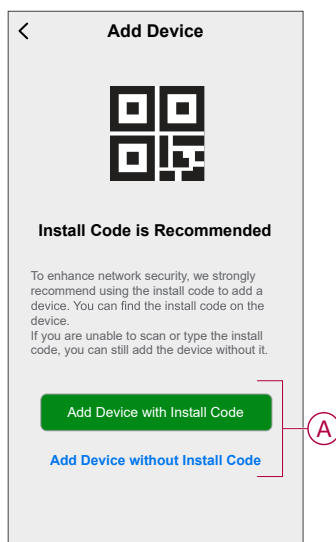 Add Device
Install Code is Recommended
To enhance network security, we strongly
recommend using the install code to add a
device. You can find the install code on the
device.
If you are unable to scan or type the install
code, you can still add the device without it.
Add Device with Install Code
A
Add Device without Install Code